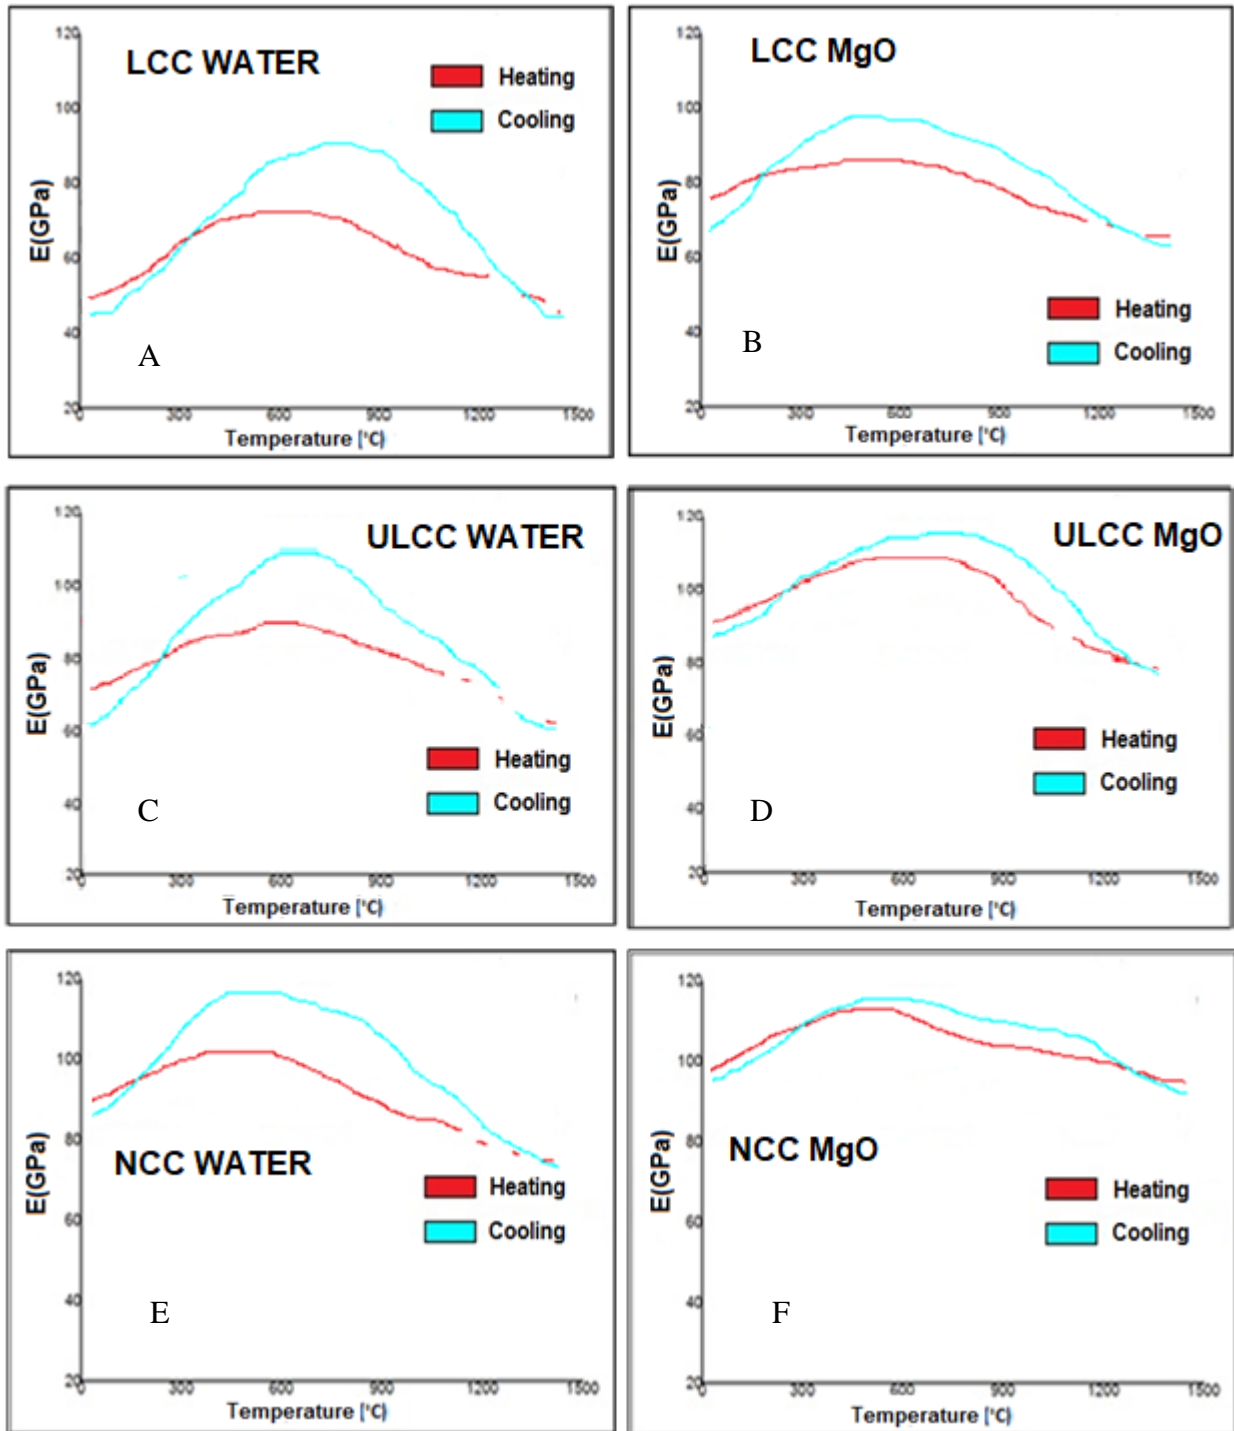 120
LCC WATER
Heating
100
Cooling
80
E(GPa)
60
40
A
20
0 300 600 900 1200 1500
Temperature [°C]
120
LCC MgO
100
80
E(GPa)
60
Heating
40
B
Cooling
20
0 300 600 900 1200 1500
Temperature [°C]
120
ULCC WATER
100
80
E(GPa)
60
Heating
40
C
Cooling
20
0 300 600 900 1200 1500
Temperature [°C]
120
ULCC MgO
100
80
E(GPa)
60
Heating
Cooling
40
D
20
0 300 600 900 1200 1500
Temperature [°C]
120
100
80
NCC WATER
E(GPa)
Heating
60
Cooling
40
E
20
0 300 600 900 1200 1500
Temperature [°C]
120
100
80
NCC MgO
E(GPa)
Heating
60
Cooling
40
F
20
0 300 600 900 1200 1500
Temperature [°C]